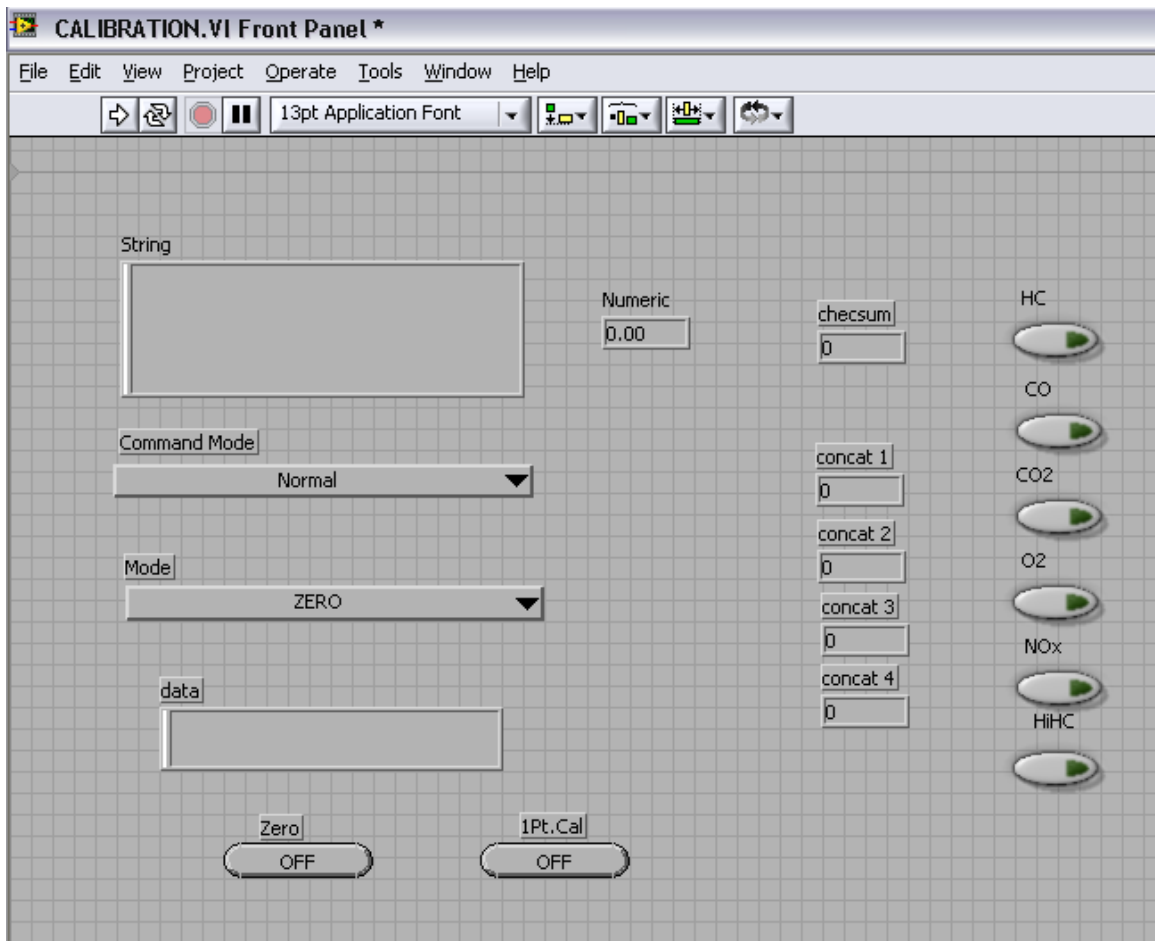 CALIBRATION.VI Front Panel *
File Edit View Project Operate Tools Window Help
13pt Application Font
String
Numeric
0.00
checsum
0
HC
CO
Command Mode
Normal
concat 1
0
CO2
concat 2
0
O2
Mode
ZERO
concat 3
0
NOx
concat 4
0
HiHC
data
Zero
OFF
1Pt.Cal
OFF